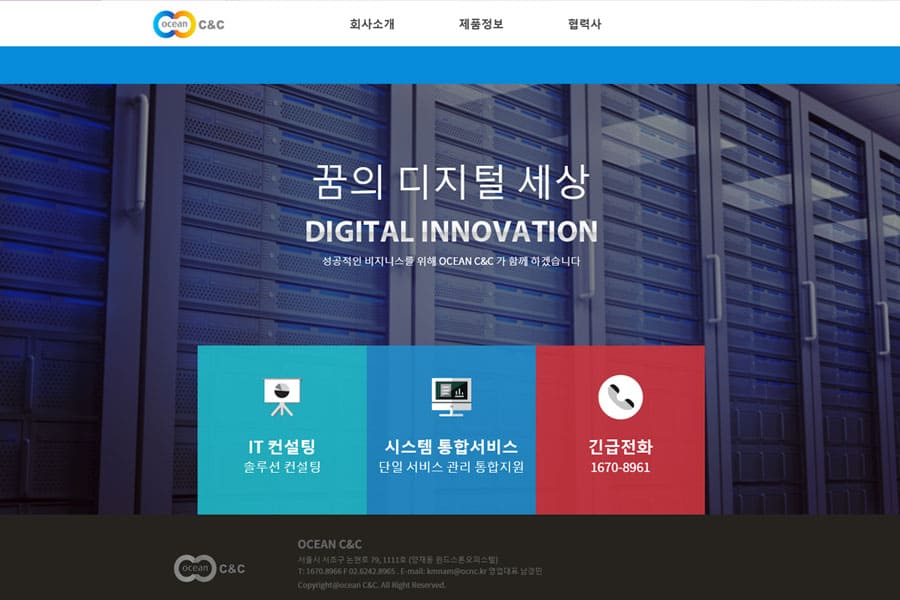 ocean C&C
회사소개 제품정보 협력사
꿈의 디지털 세상
DIGITAL INNOVATION
성공적인 비지니스를 위해 OCEAN C&C 가 함께 하겠습니다
IT 컨설팅
솔루션 컨설팅
시스템 통합서비스
단일 서비스 관리 통합지원
긴급전화
1670-8961
ocean C&C
OCEAN C&C
서울시 서초구 논현로 79, 1111호 (양재동 윈드스톤오피스텔)
T: 1670.8966 F 02.6242.8965 . E-mail: kmnam@ocnc.kr 영업대표 남경민
Copyright@ocean C&C. All Right Reserved.